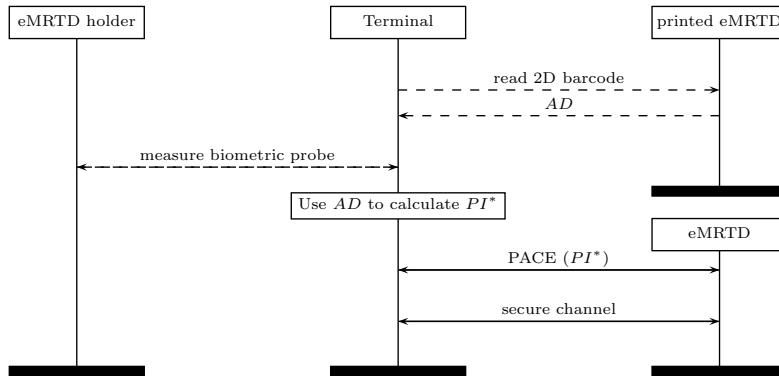 eMRTD holder
Terminal
printed eMRTD
read 2D barcode
AD
measure biometric probe
Use AD to calculate PI*
eMRTD
PACE (PI*)
secure channel